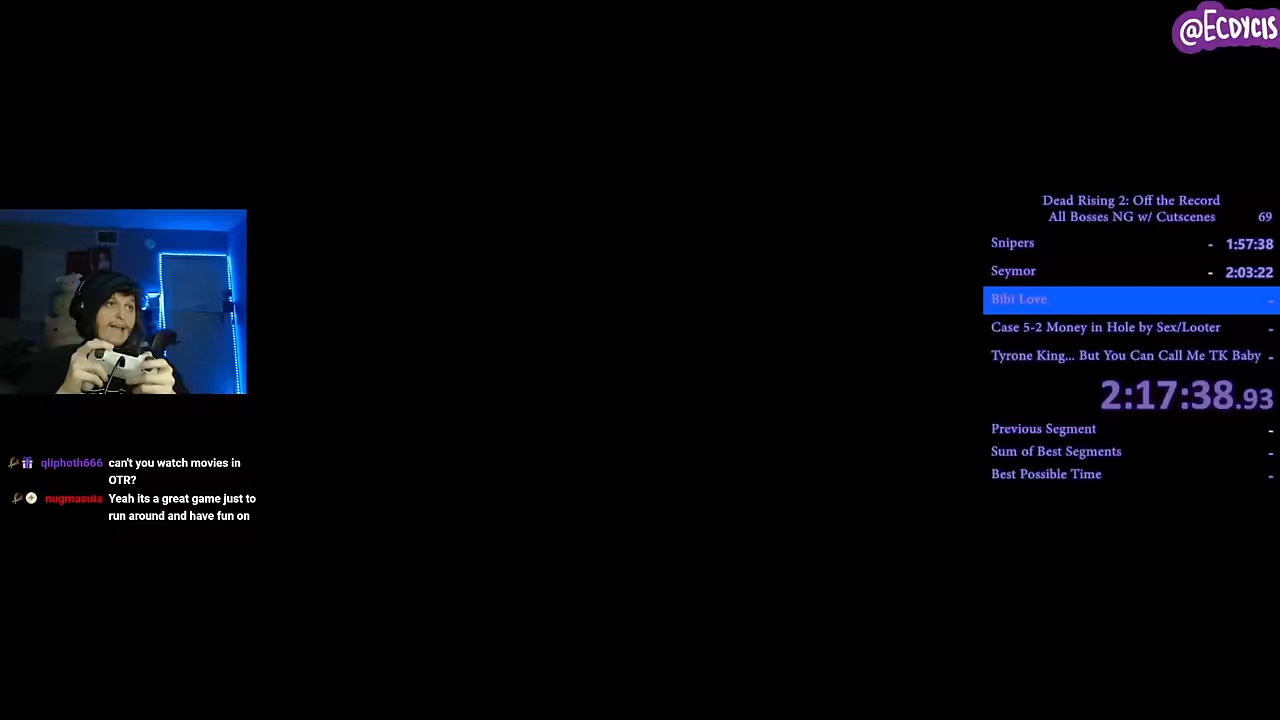 @ECDYCIS
Dead Rising 2: Off the Record
All Bosses NG w/ Cutscenes 69
Snipers - 1:57:38
Seymor - 2:03:22
Bibi Love -
Case 5-2 Money in Hole by Sex/Looter -
Tyrone King... But You Can Call Me TK Baby -
2:17:38.93
Previous Segment -
Sum of Best Segments -
Best Possible Time -
qliphoth666 can't you watch movies in
OTR?
nugmasuls Yeah its a great game just to
run around and have fun on